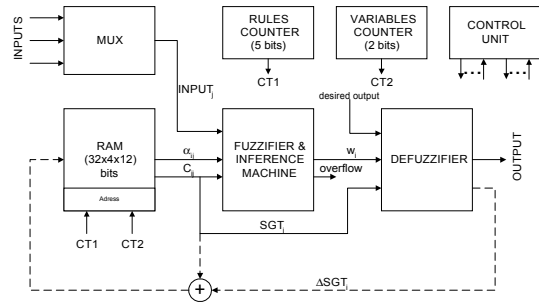 INPUTS
MUX
RULES
COUNTER
(5 bits)
VARIABLES
COUNTER
(2 bits)
CONTROL
UNIT
CT1
CT2
INPUTj
desired output
RAM
(32x4x12)
bits
Adress
αij
Cij
FUZZIFIER &
INFERENCE
MACHINE
wi
overflow
DEFUZZIFIER
OUTPUT
CT1
CT2
SGTi
+
ΔSGTi